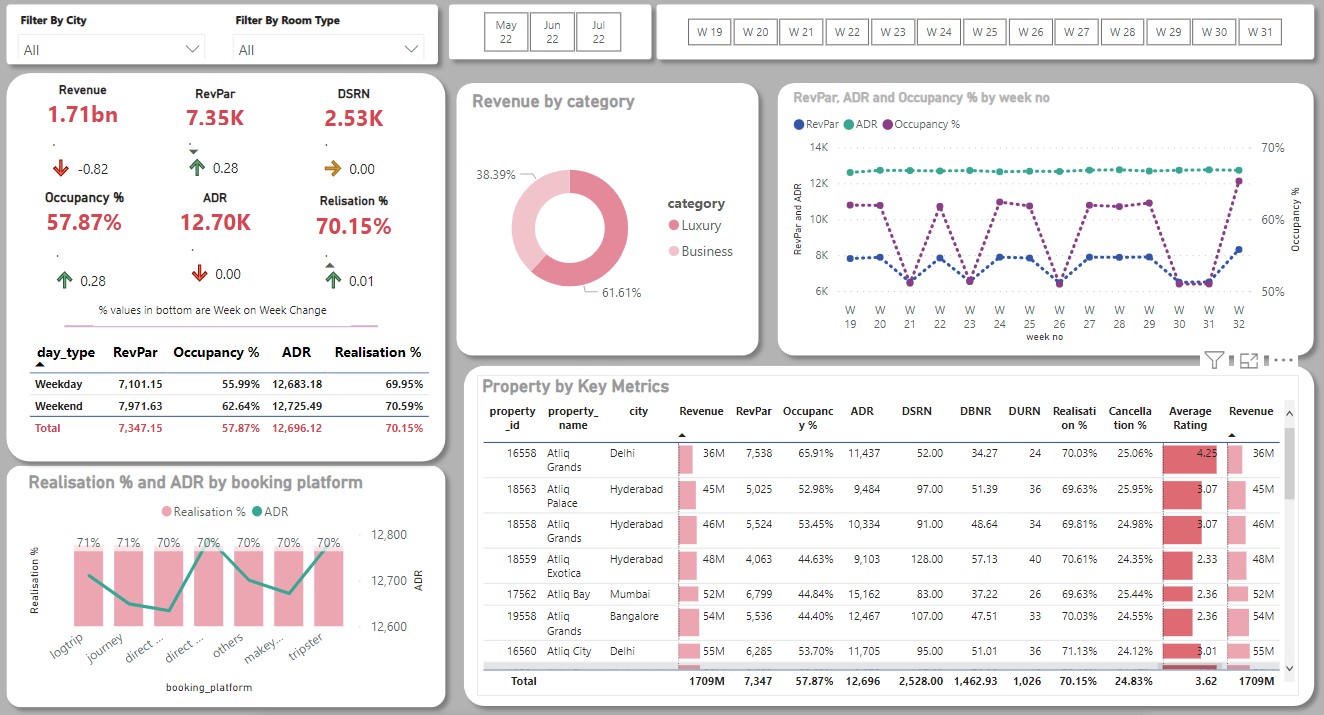 Filter By City
Filter By Room Type
All
All
May 22
Jun 22
Jul 22
W 19
W 20
W 21
W 22
W 23
W 24
W 25
W 26
W 27
W 28
W 29
W 30
W 31
Revenue
RevPar
DSRN
1.71bn
7.35K
2.53K
-0.82
0.28
0.00
Occupancy %
ADR
Relisation %
57.87%
12.70K
70.15%
0.28
0.00
0.01
% values in bottom are Week on Week Change
day_type RevPar Occupancy % ADR Realisation %
Weekday 7,101.15 55.99% 12,683.18 69.95%
Weekend 7,971.63 62.64% 12,725.49 70.59%
Total 7,347.15 57.87% 12,696.12 70.15%
Revenue by category
38.39%
61.61%
category
Luxury
Business
RevPar, ADR and Occupancy % by week no
RevPar ADR Occupancy %
RevPar and ADR
14K
12K
10K
8K
6K
70%
60%
50%
Occupancy %
W W W W W W W W W W W W W W
19 20 21 22 23 24 25 26 27 28 29 30 31 32
week no
Realisation % and ADR by booking platform
Realisation % ADR
Realisation %
71% 71% 70% 70% 70% 70% 70%
12,800
12,700
12,600
ADR
logtrip
journey
direct ...
direct ...
others
makey...
tripster
booking_platform
Property by Key Metrics
property property_ city Revenue RevPar Occupanc ADR DSRN DBNR DURN Realisati Cancella Average Revenue
_id name y % on % tion % Rating
16558 Atliq Delhi 36M 7,538 65.91% 11,437 52.00 34.27 24 70.03% 25.06% 4.25 36M
Grands
18563 Atliq Hyderabad 45M 5,025 52.98% 9,484 97.00 51.39 36 69.63% 25.95% 3.07 45M
Palace
18558 Atliq Hyderabad 46M 5,524 53.45% 10,334 91.00 48.64 34 69.81% 24.98% 3.07 46M
Grands
18559 Atliq Hyderabad 48M 4,063 44.63% 9,103 128.00 57.13 40 70.61% 24.35% 2.33 48M
Exotica
17562 Atliq Bay Mumbai 52M 6,799 44.84% 15,162 83.00 37.22 26 69.63% 25.44% 2.36 52M
19558 Atliq Bangalore 54M 5,536 44.40% 12,467 107.00 47.51 33 70.03% 24.55% 2.36 54M
Grands
16560 Atliq City Delhi 55M 6,285 53.70% 11,705 95.00 51.01 36 71.13% 24.12% 3.01 55M
Total 1709M 7,347 57.87% 12,696 2,528.00 1,462.93 1,026 70.15% 24.83% 3.62 1709M